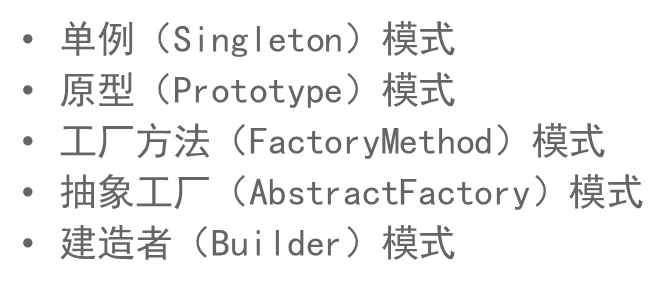 • 单例（Singleton）模式
• 原型（Prototype）模式
• 工厂方法（FactoryMethod）模式
• 抽象工厂（AbstractFactory）模式
• 建造者（Builder）模式